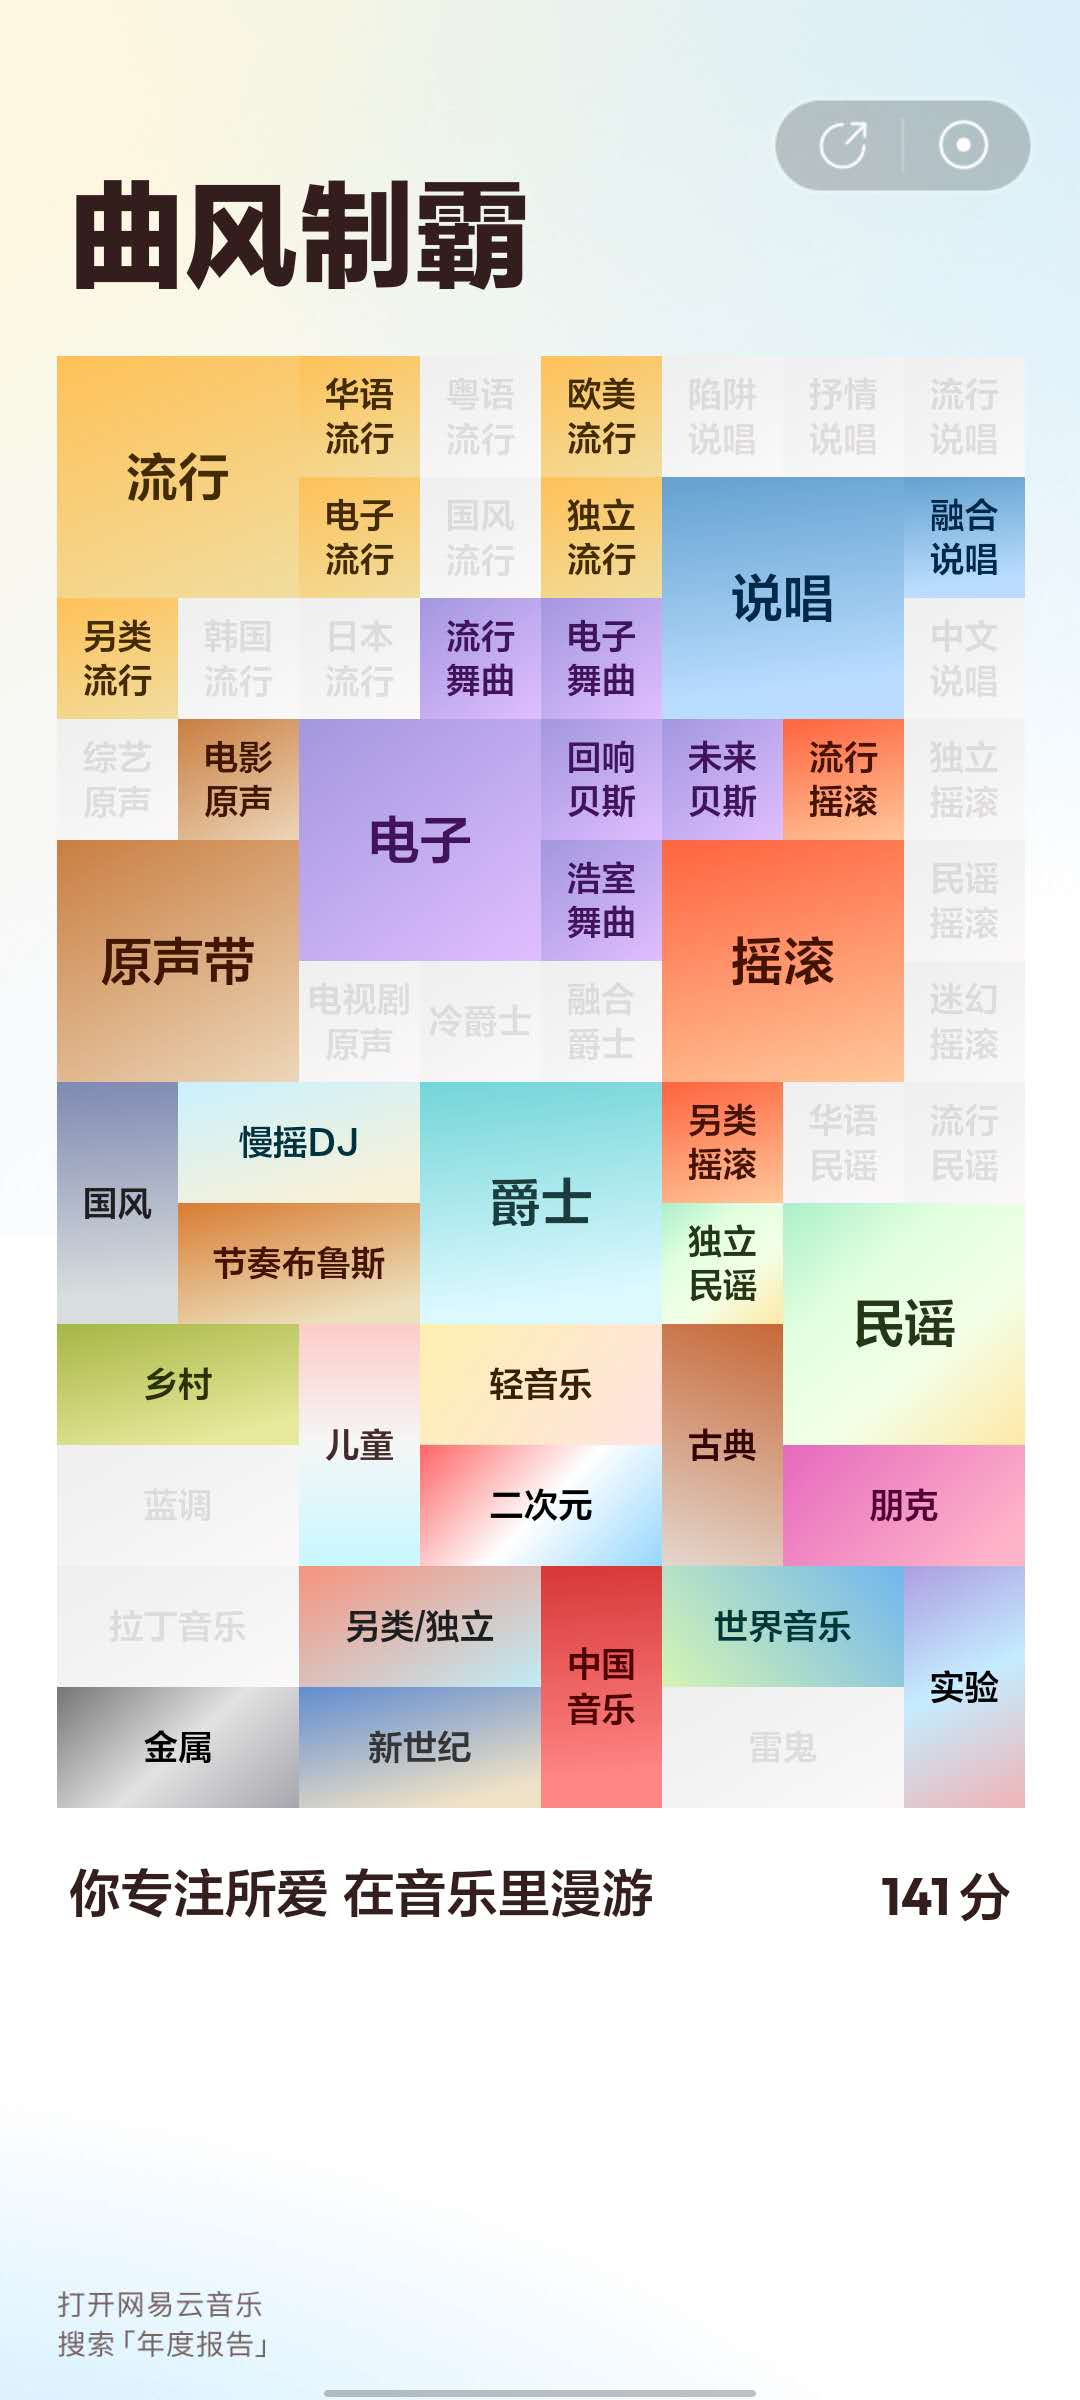 曲风制霸
流行
华语
流行
粤语
流行
欧美
流行
陷阱
说唱
抒情
说唱
流行
说唱
电子
流行
国风
流行
独立
流行
说唱
融合
说唱
另类
流行
韩国
流行
日本
流行
流行
舞曲
电子
舞曲
中文
说唱
综艺
原声
电影
原声
电子
回响
贝斯
未来
贝斯
流行
摇滚
独立
摇滚
原声带
浩室
舞曲
摇滚
民谣
摇滚
电视剧
原声
冷爵士
融合
爵士
迷幻
摇滚
国风
慢摇DJ
爵士
另类
摇滚
华语
民谣
流行
民谣
节奏布鲁斯
独立
民谣
民谣
乡村
儿童
轻音乐
古典
蓝调
二次元
朋克
拉丁音乐
另类/独立
中国
音乐
世界音乐
实验
金属
新世纪
雷鬼
你专注所爱 在音乐里漫游
141 分
打开网易云音乐
搜索「年度报告」